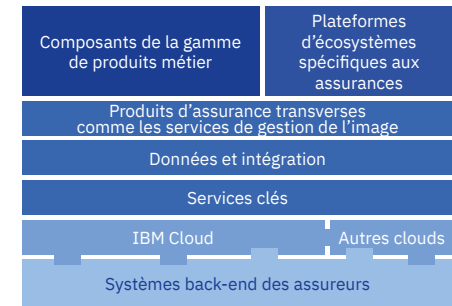 Composants de la gamme
de produits métier
Plateformes
d’écosystèmes
spécifiques aux
assurances
Produits d’assurance transverses
comme les services de gestion de l’image
Données et intégration
Services clés
IBM Cloud
Autres clouds
Systèmes back-end des assureurs